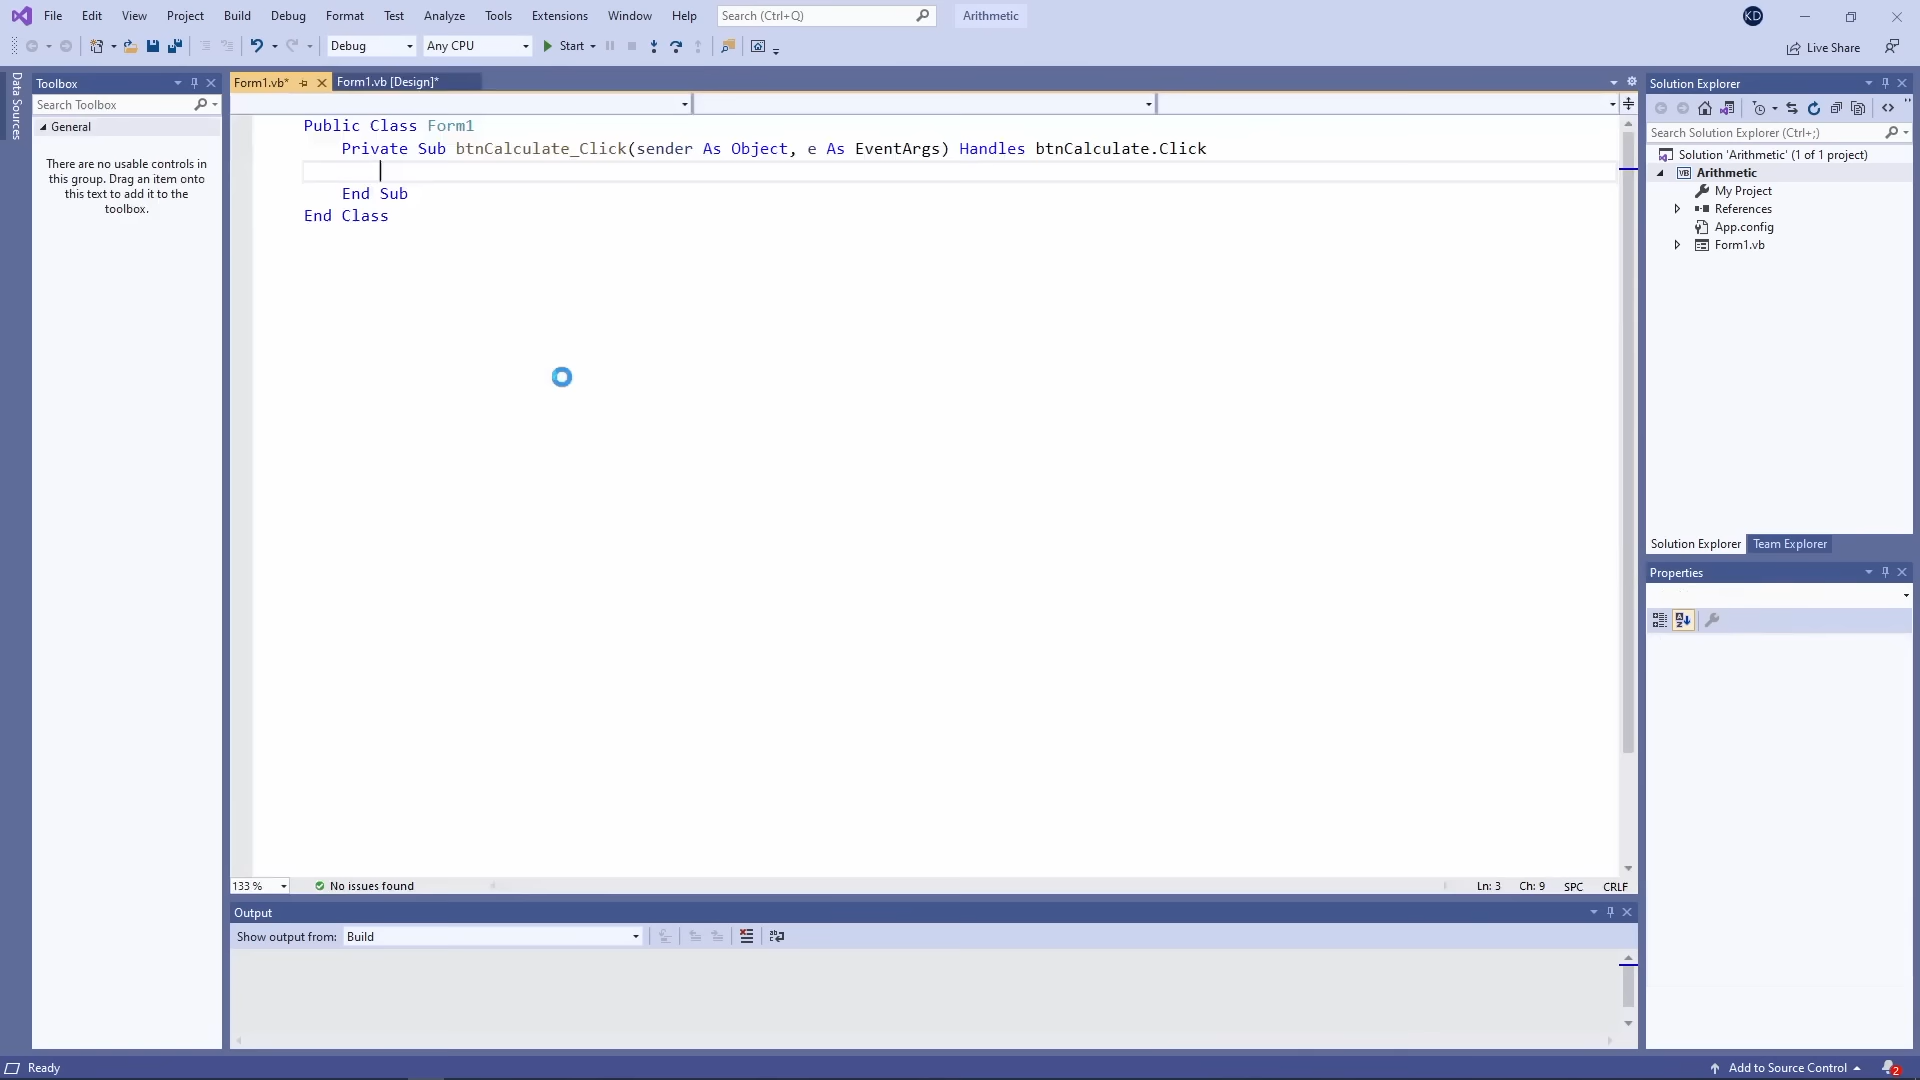 File Edit View Project Build Debug Format Test Analyze Tools Extensions Window Help Search (Ctrl+Q) Arithmetic KD
Debug Any CPU Start Live Share
Data Sources
Toolbox
Search Toolbox
General
There are no usable controls in
this group. Drag an item onto
this text to add it to the
toolbox.
Form1.vb* Form1.vb [Design]*
Public Class Form1
Private Sub btnCalculate_Click(sender As Object, e As EventArgs) Handles btnCalculate.Click
End Sub
End Class
133 % No issues found Ln: 3 Ch: 9 SPC CRLF
Output
Show output from: Build
Solution Explorer
Search Solution Explorer (Ctrl+;)
Solution 'Arithmetic' (1 of 1 project)
VB Arithmetic
My Project
References
App.config
Form1.vb
Solution Explorer Team Explorer
Properties
Ready Add to Source Control 2